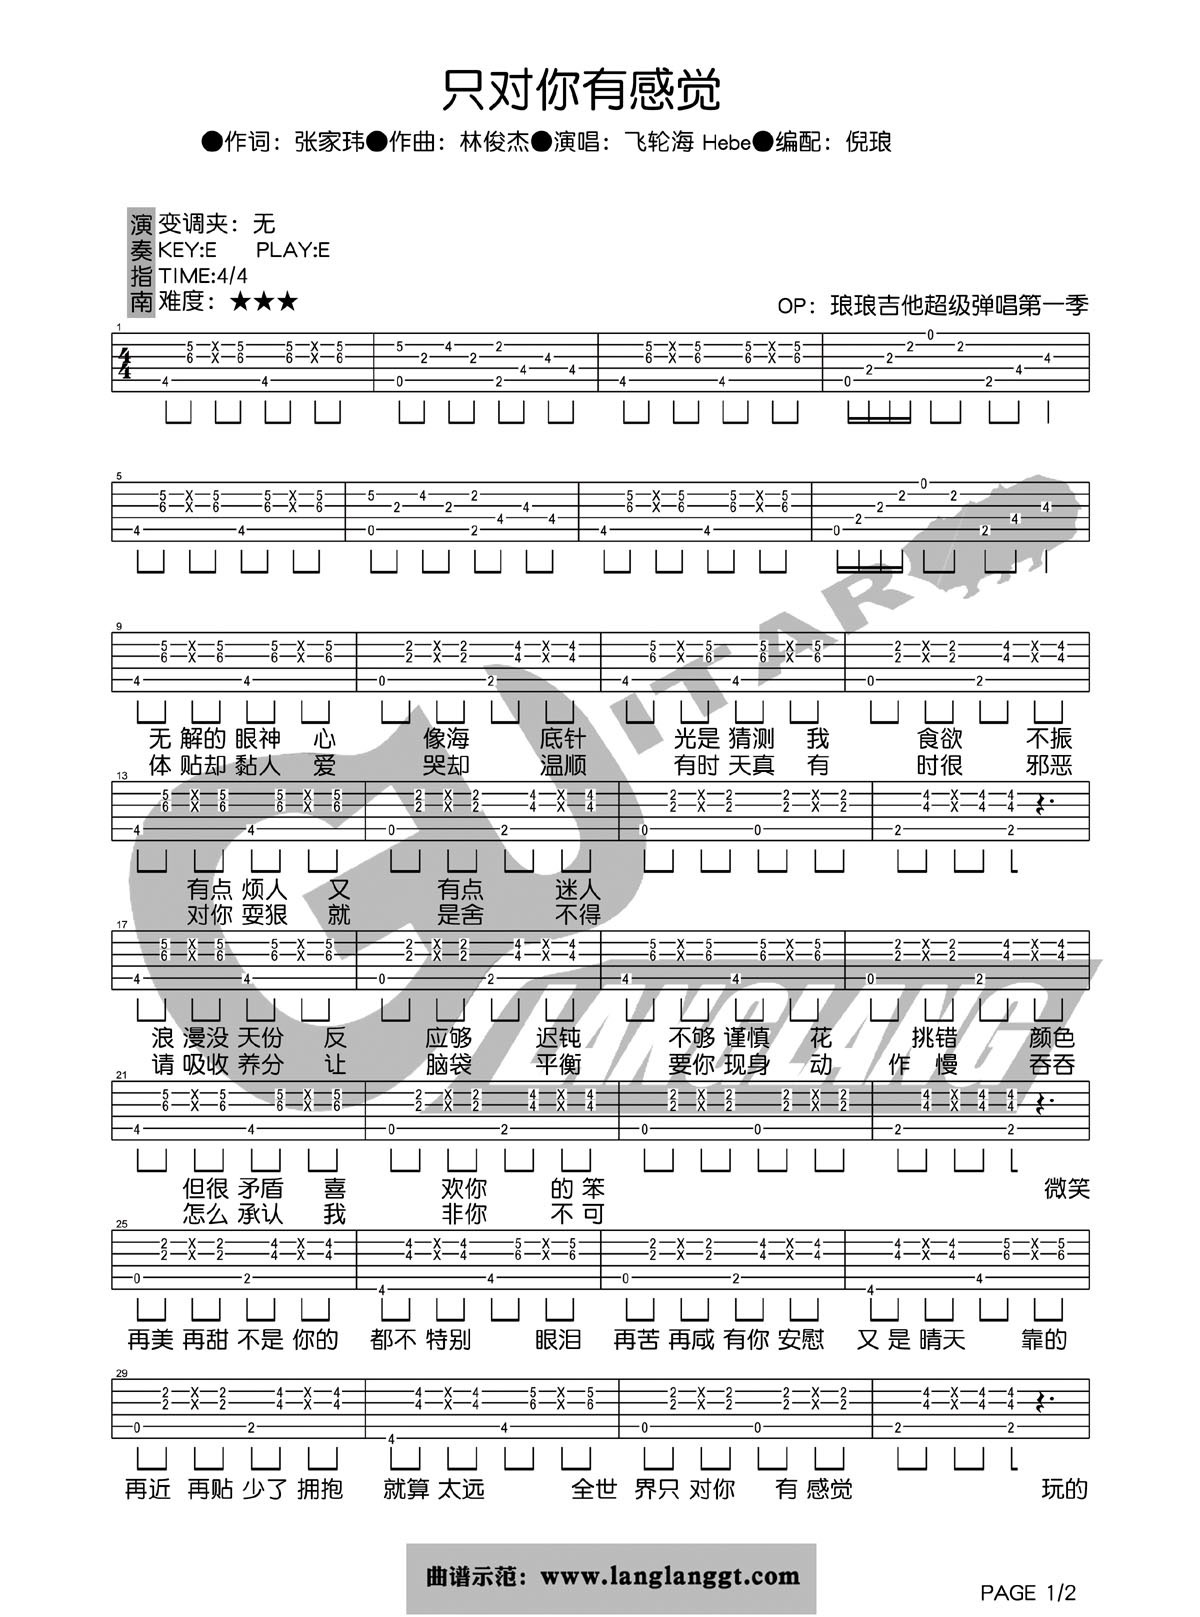 只对你有感觉
●作词：张家玮●作曲：林俊杰●演唱：飞轮海 Hebe●编配：倪琅
演奏指南
变调夹：无
KEY:E PLAY:E
TIME:4/4
难度：★★★
OP：琅琅吉他超级弹唱第一季
无 解的 眼神 心 像海 底针 光是 猜测 我 食欲 不振
体 贴却 黏人 爱 哭却 温顺 有时 天真 有 时很 邪恶
有点 烦人 又 有点 迷人
对你 耍狠 就 是舍 不得
浪 漫没 天份 反 应够 迟钝 不够 谨慎 花 挑错 颜色
请 吸收 养分 让 脑袋 平衡 要你 现身 动 作 慢 吞吞
但很 矛盾 喜 欢你 的 笨 微笑
怎么 承认 我 非你 不 可
再美 再甜 不是 你的 都不 特别 眼泪 再苦 再咸 有你 安慰 又 是 晴天 靠的
再近 再贴 少了 拥抱 就算 太远 全世 界只 对你 有 感觉 玩的
GUITAR
LANGLANG
曲谱示范：www.langlanggt.com
PAGE 1/2